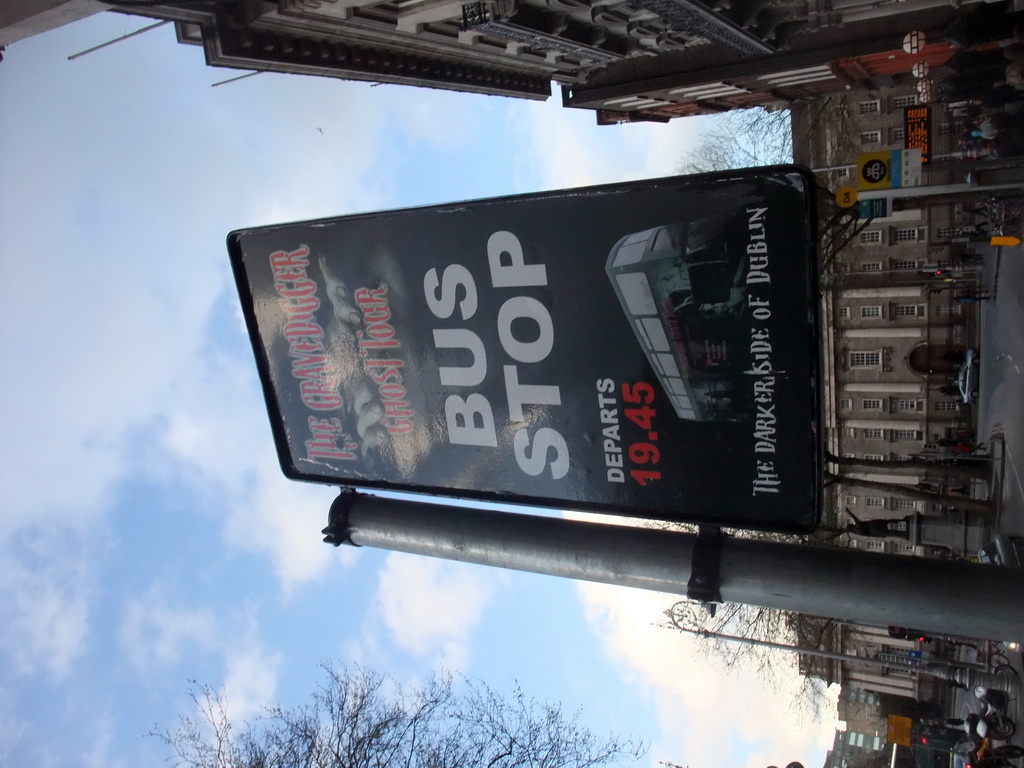 THE GRAVEDIGGER
GHOST TOUR
BUS
STOP
DEPARTS
19.45
THE DARKER SIDE OF DUBLIN